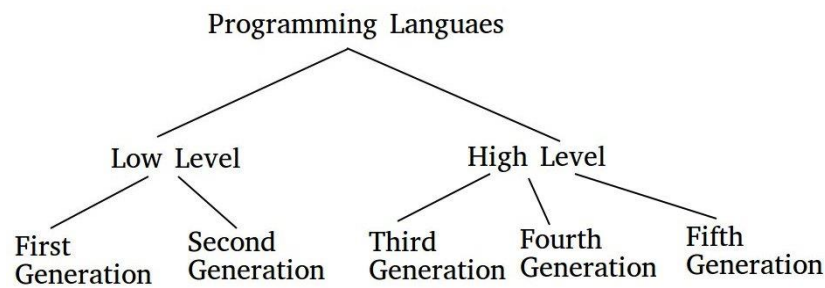 Programming Languaes
Low Level
High Level
First
Generation
Second
Generation
Third
Generation
Fourth
Generation
Fifth
Generation